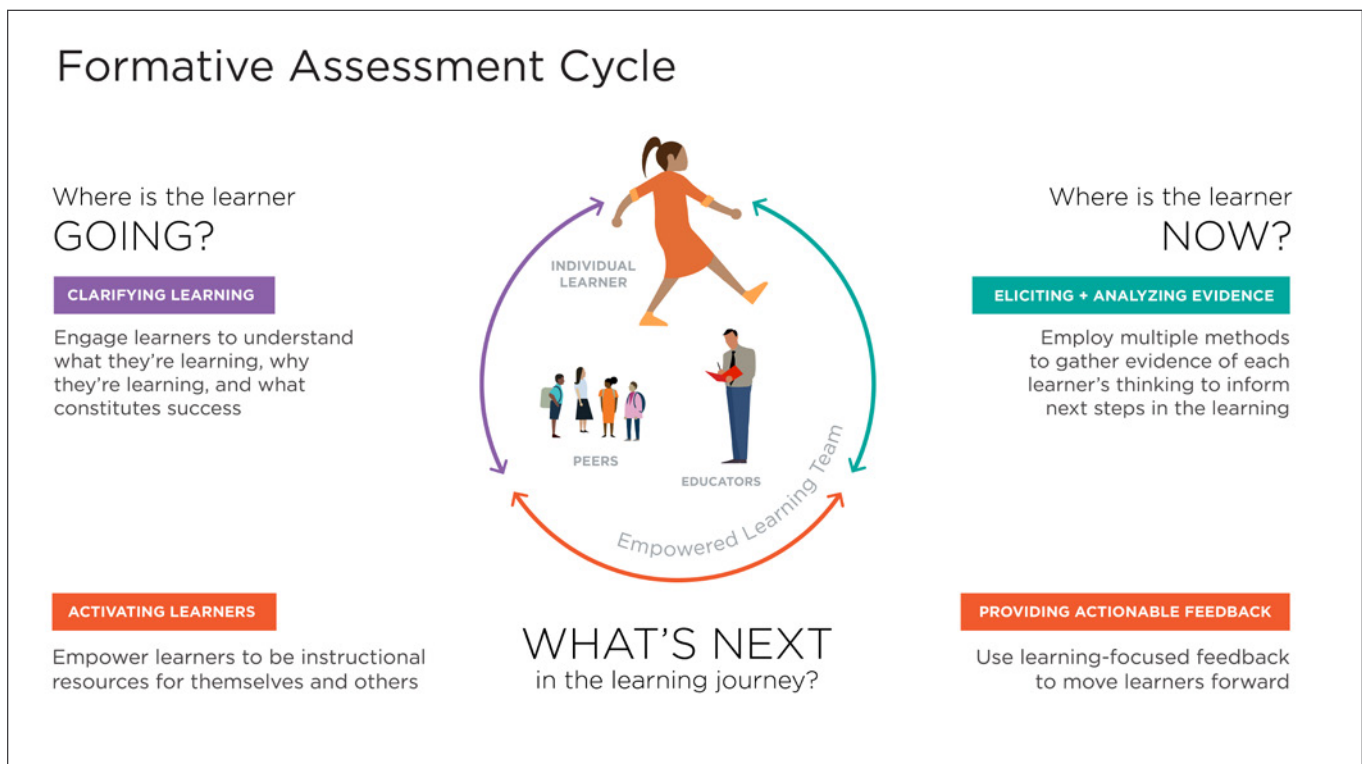 Formative Assessment Cycle
Where is the learner
GOING?
CLARIFYING LEARNING
Engage learners to understand
what they’re learning, why
they’re learning, and what
constitutes success
INDIVIDUAL
LEARNER
PEERS
EDUCATORS
Empowered Learning Team
Where is the learner
NOW?
ELICITING + ANALYZING EVIDENCE
Employ multiple methods
to gather evidence of each
learner’s thinking to inform
next steps in the learning
ACTIVATING LEARNERS
Empower learners to be instructional
resources for themselves and others
WHAT’S NEXT
in the learning journey?
PROVIDING ACTIONABLE FEEDBACK
Use learning-focused feedback
to move learners forward